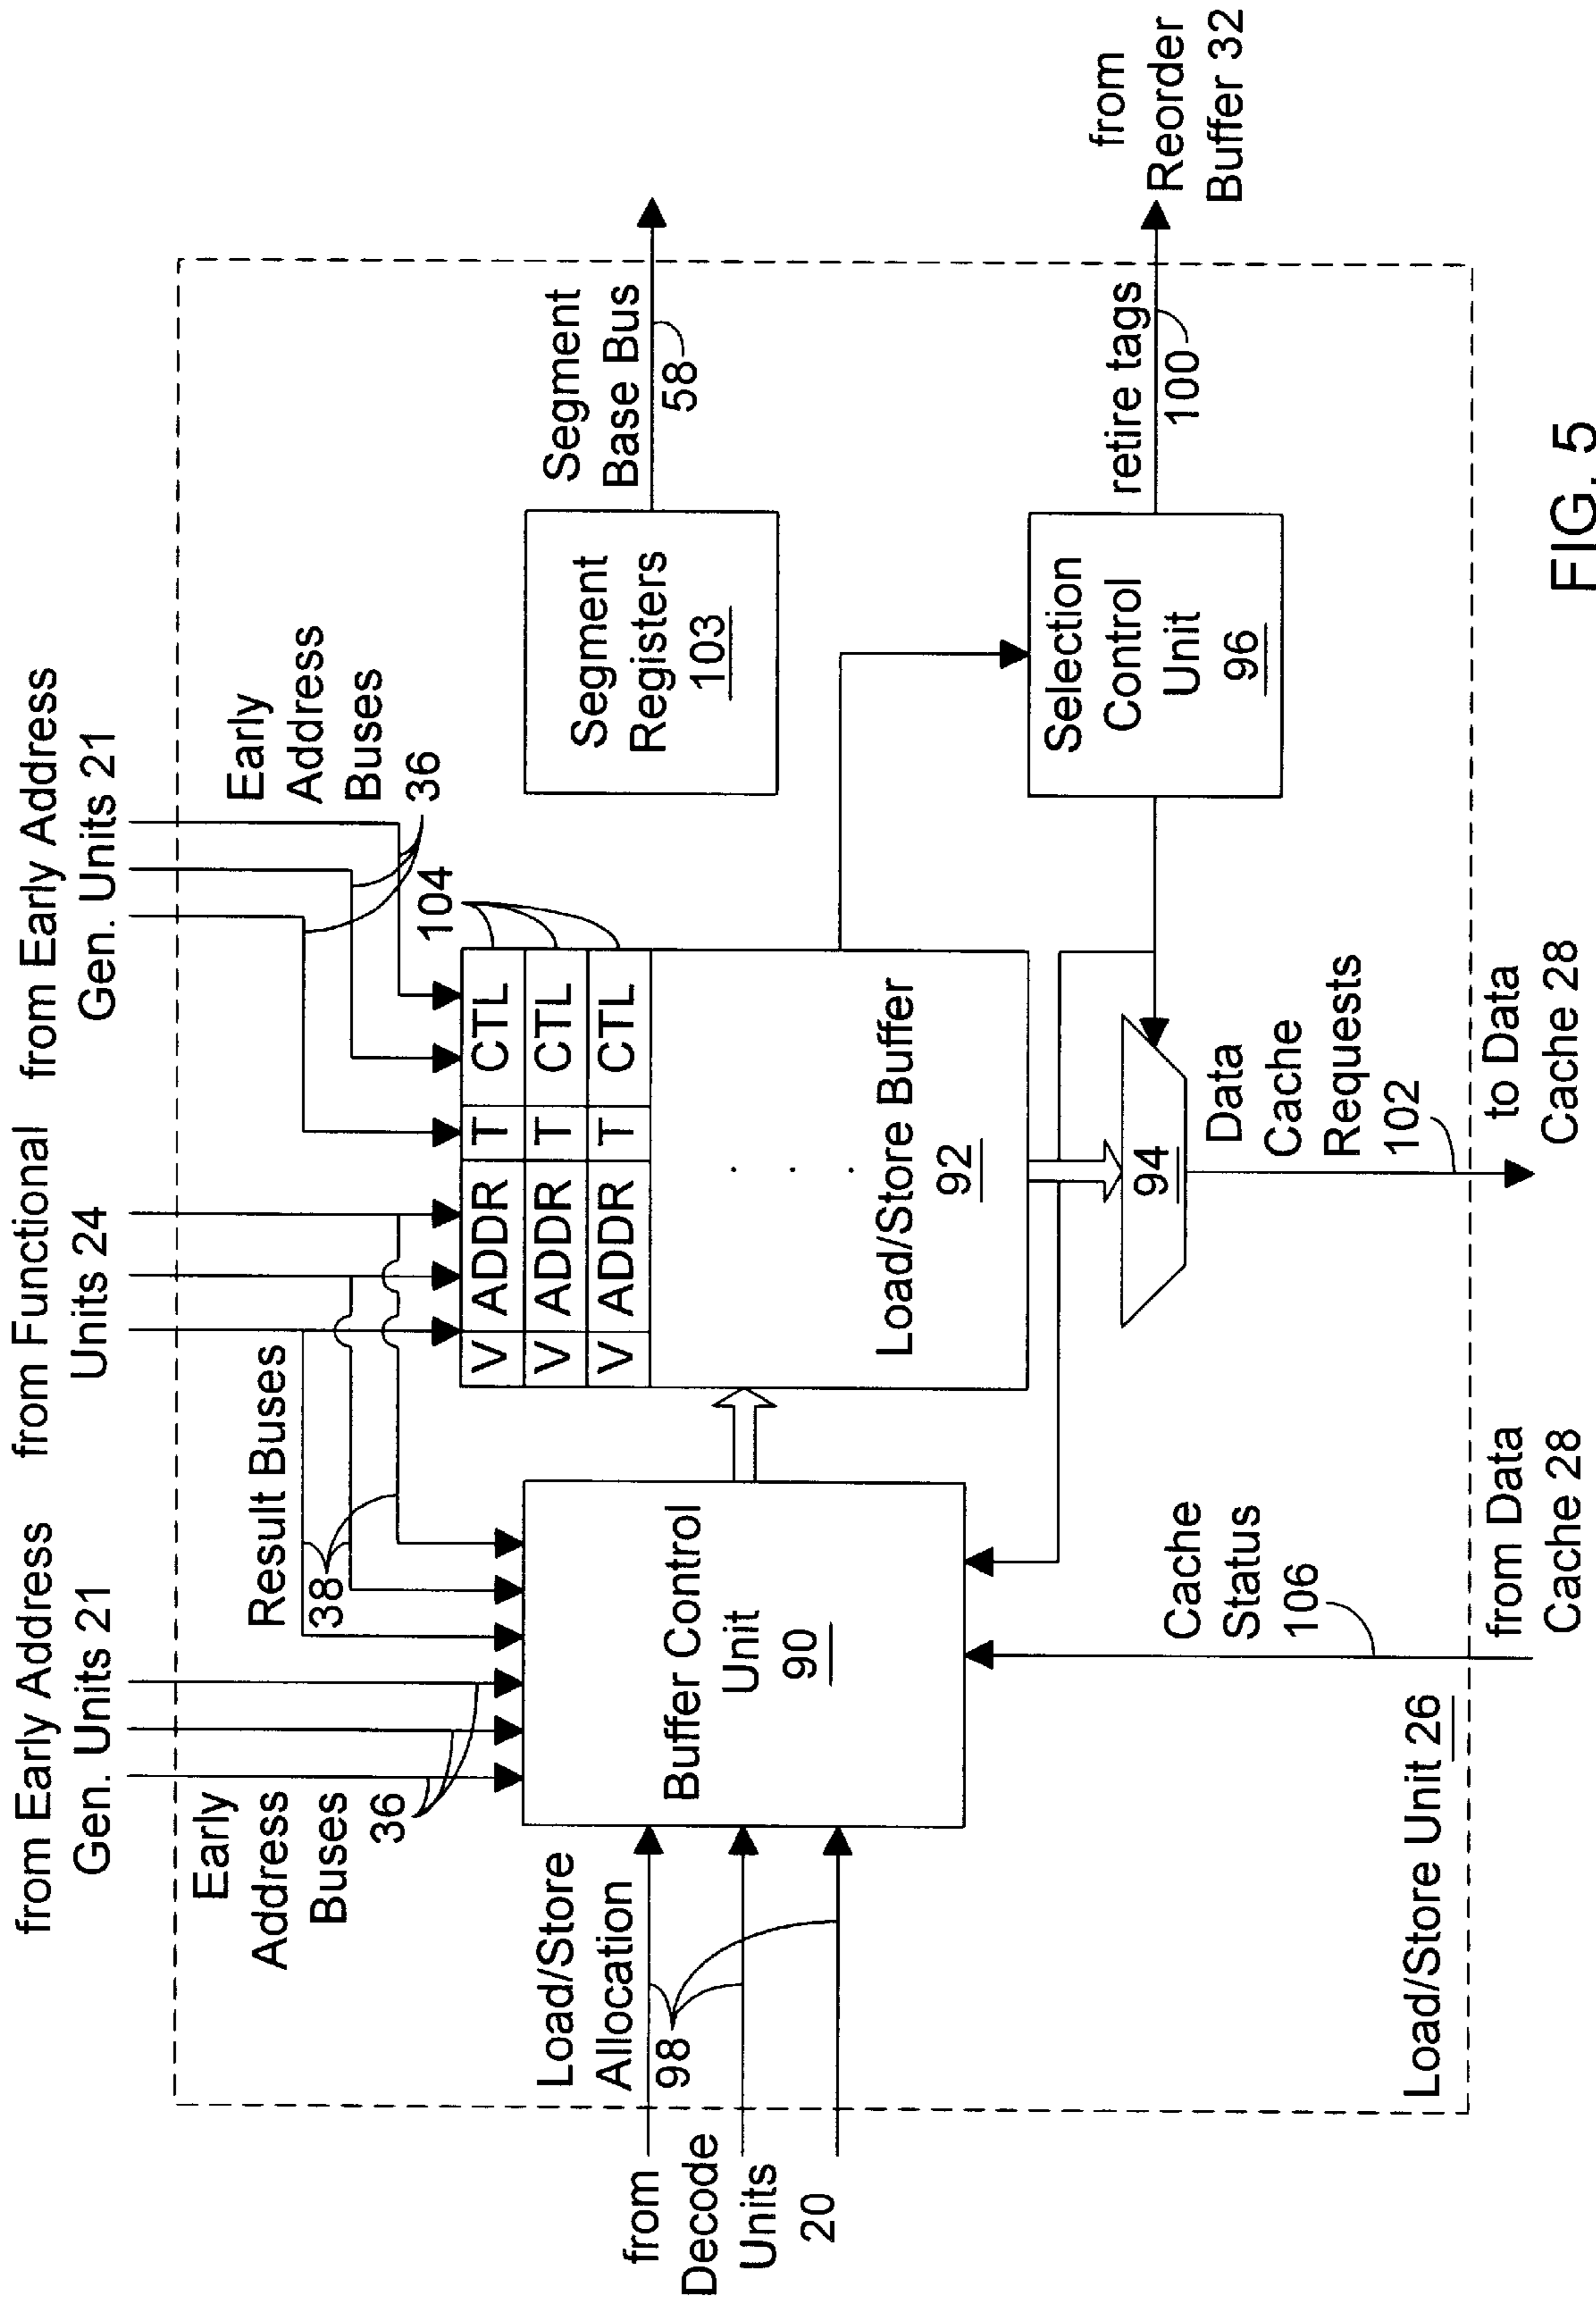 from Early Address
Gen. Units 21
from Functional
Units 24
from Early Address
Gen. Units 21
Early
Address
Buses
36
Result Buses
38
Early
Address
Buses
36
104
from
Decode
Units
20
Load/Store
Allocation
98
Buffer Control
Unit
90
V ADDR T CTL
V ADDR T CTL
V ADDR T CTL
. . .
Load/Store Buffer
92
Segment
Registers
103
Segment
Base Bus
58
Selection
Control
Unit
96
retire tags
100
from
Reorder
Buffer 32
94
Data
Cache
Requests
102
to Data
Cache 28
Cache
Status
106
from Data
Cache 28
Load/Store Unit 26
FIG. 5